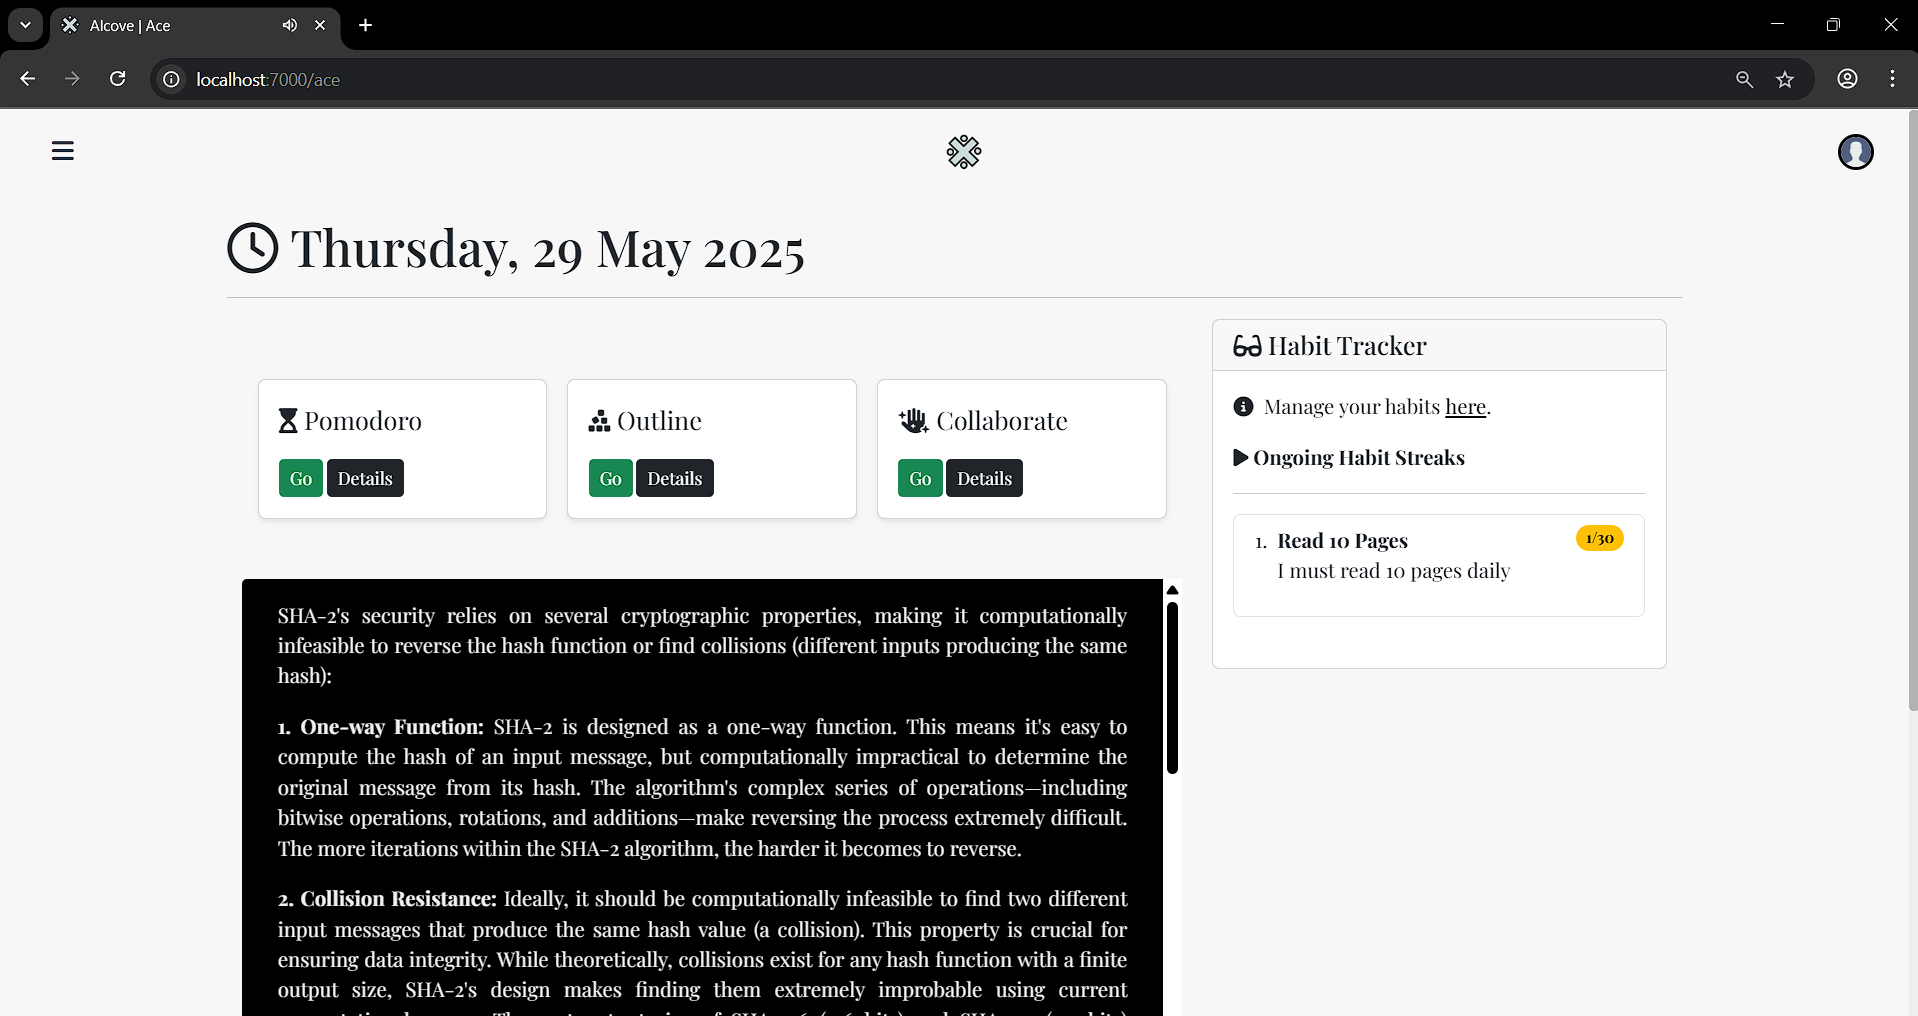 Alcove | Ace
localhost:7000/ace
Thursday, 29 May 2025
Pomodoro
Go Details
Outline
Go Details
Collaborate
Go Details
SHA-2's security relies on several cryptographic properties, making it computationally
infeasible to reverse the hash function or find collisions (different inputs producing the same
hash):
1. One-way Function: SHA-2 is designed as a one-way function. This means it's easy to
compute the hash of an input message, but computationally impractical to determine the
original message from its hash. The algorithm's complex series of operations—including
bitwise operations, rotations, and additions—make reversing the process extremely difficult.
The more iterations within the SHA-2 algorithm, the harder it becomes to reverse.
2. Collision Resistance: Ideally, it should be computationally infeasible to find two different
input messages that produce the same hash value (a collision). This property is crucial for
ensuring data integrity. While theoretically, collisions exist for any hash function with a finite
output size, SHA-2's design makes finding them extremely improbable using current
Habit Tracker
Manage your habits here.
Ongoing Habit Streaks
1. Read 10 Pages
1/30
I must read 10 pages daily